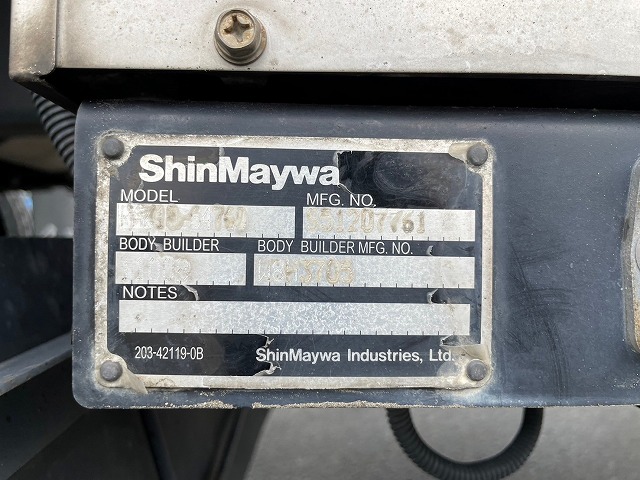 ShinMaywa
MODEL MFG. NO.
BODY BUILDER BODY BUILDER MFG. NO.
NOTES
203-42119-0B ShinMaywa Industries, Ltd.